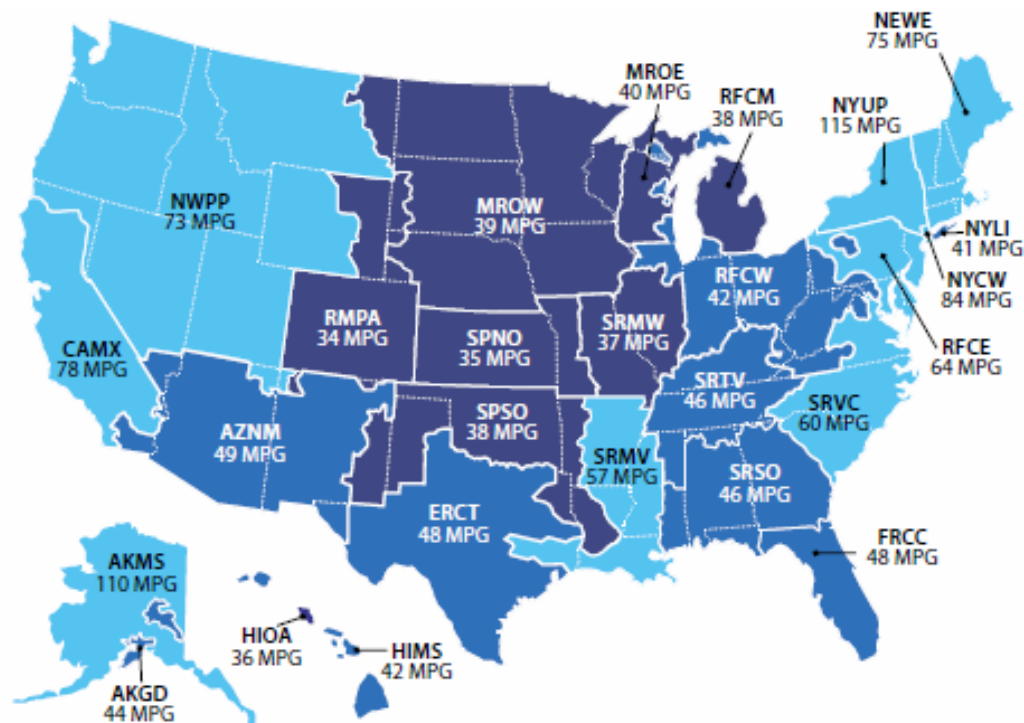 NEWE
75 MPG
MROE
40 MPG
RFCM
38 MPG
NYUP
115 MPG
NWPP
73 MPG
MROW
39 MPG
NYLI
41 MPG
NYCW
84 MPG
RFCW
42 MPG
RMPA
34 MPG
SPNO
35 MPG
SRMW
37 MPG
RFCE
64 MPG
CAMX
78 MPG
SRTV
46 MPG
SPSO
38 MPG
SRVC
60 MPG
AZNM
49 MPG
SRMV
57 MPG
SRSO
46 MPG
ERCT
48 MPG
FRCC
48 MPG
AKMS
110 MPG
HIOA
36 MPG
HIMS
42 MPG
AKGD
44 MPG